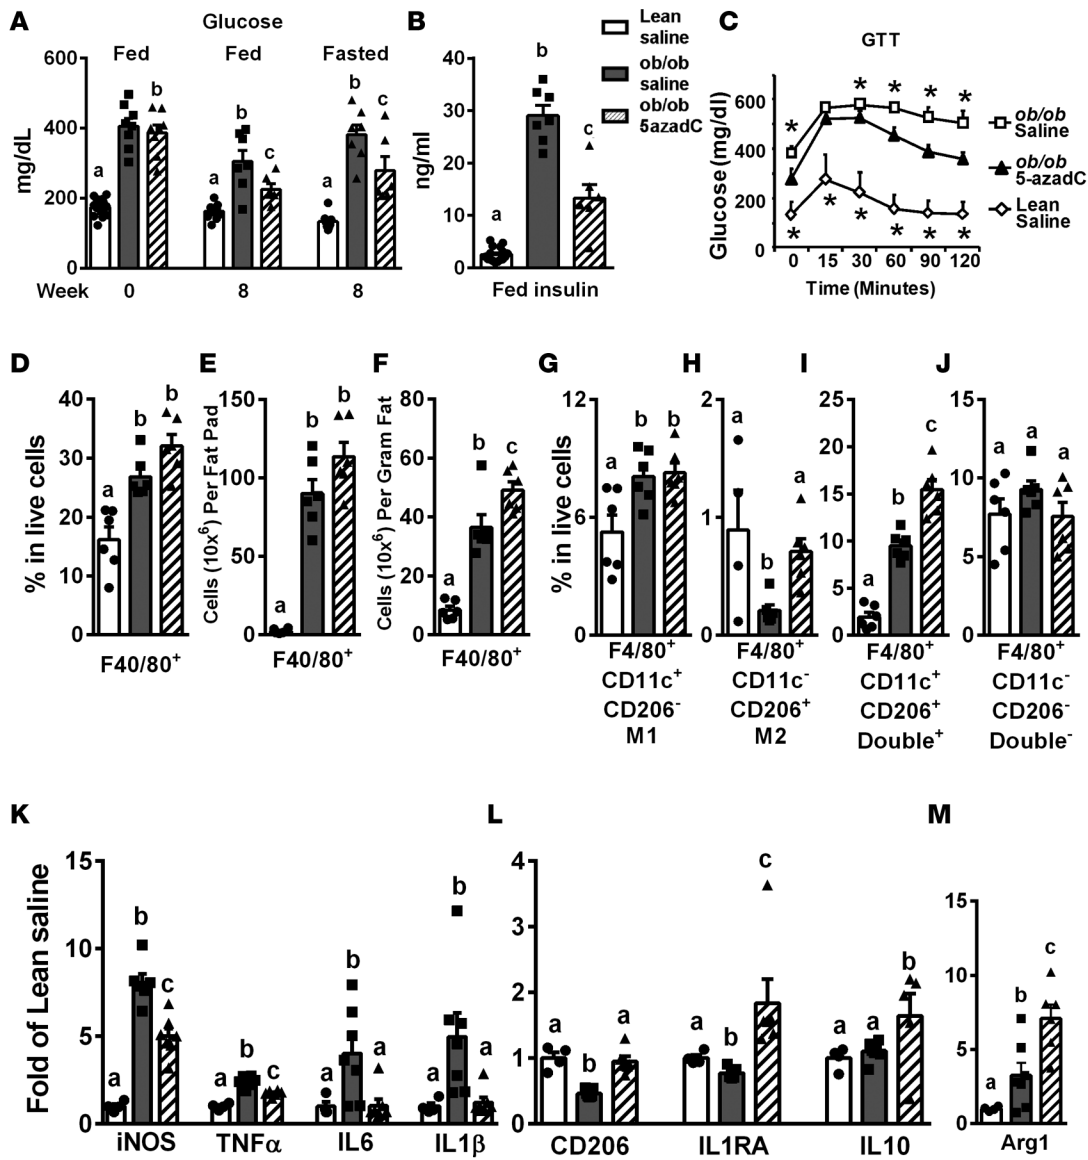 A
Glucose
Fed
Fed
Fasted
mg/dL
600
400
200
0
a
b
b
a
b
c
a
b
c
Week
0
8
8
B
ng/ml
40
30
20
10
0
a
b
c
Fed insulin
Lean
saline
ob/ob
saline
ob/ob
5azadC
C
GTT
Glucose (mg/dl)
600
400
200
0
*
*
*
*
*
*
*
*
*
*
*
0
15
30
60
90
120
Time (Minutes)
ob/ob
Saline
ob/ob
5-azadC
Lean
Saline
D
% in live cells
40
30
20
10
0
a
b
b
F40/80+
E
Cells (10x⁶) Per Fat Pad
150
100
50
0
a
b
b
F40/80+
F
Cells (10x⁶) Per Gram Fat
80
60
40
20
0
a
b
c
F40/80+
G
% in live cells
12
6
0
a
b
b
F4/80+
CD11c+
CD206-
M1
H
2
1
0
a
b
a
F4/80+
CD11c-
CD206+
M2
I
25
20
15
10
5
0
a
b
c
F4/80+
CD11c+
CD206+
Double+
J
15
10
5
0
a
a
a
F4/80+
CD11c-
CD206-
Double-
K
Fold of Lean saline
15
10
5
0
a
b
c
a
b
c
a
b
a
a
b
a
iNOS
TNFα
IL6
IL1β
L
4
3
2
1
0
a
b
a
a
b
c
a
a
b
CD206
IL1RA
IL10
M
15
10
5
0
a
b
c
Arg1